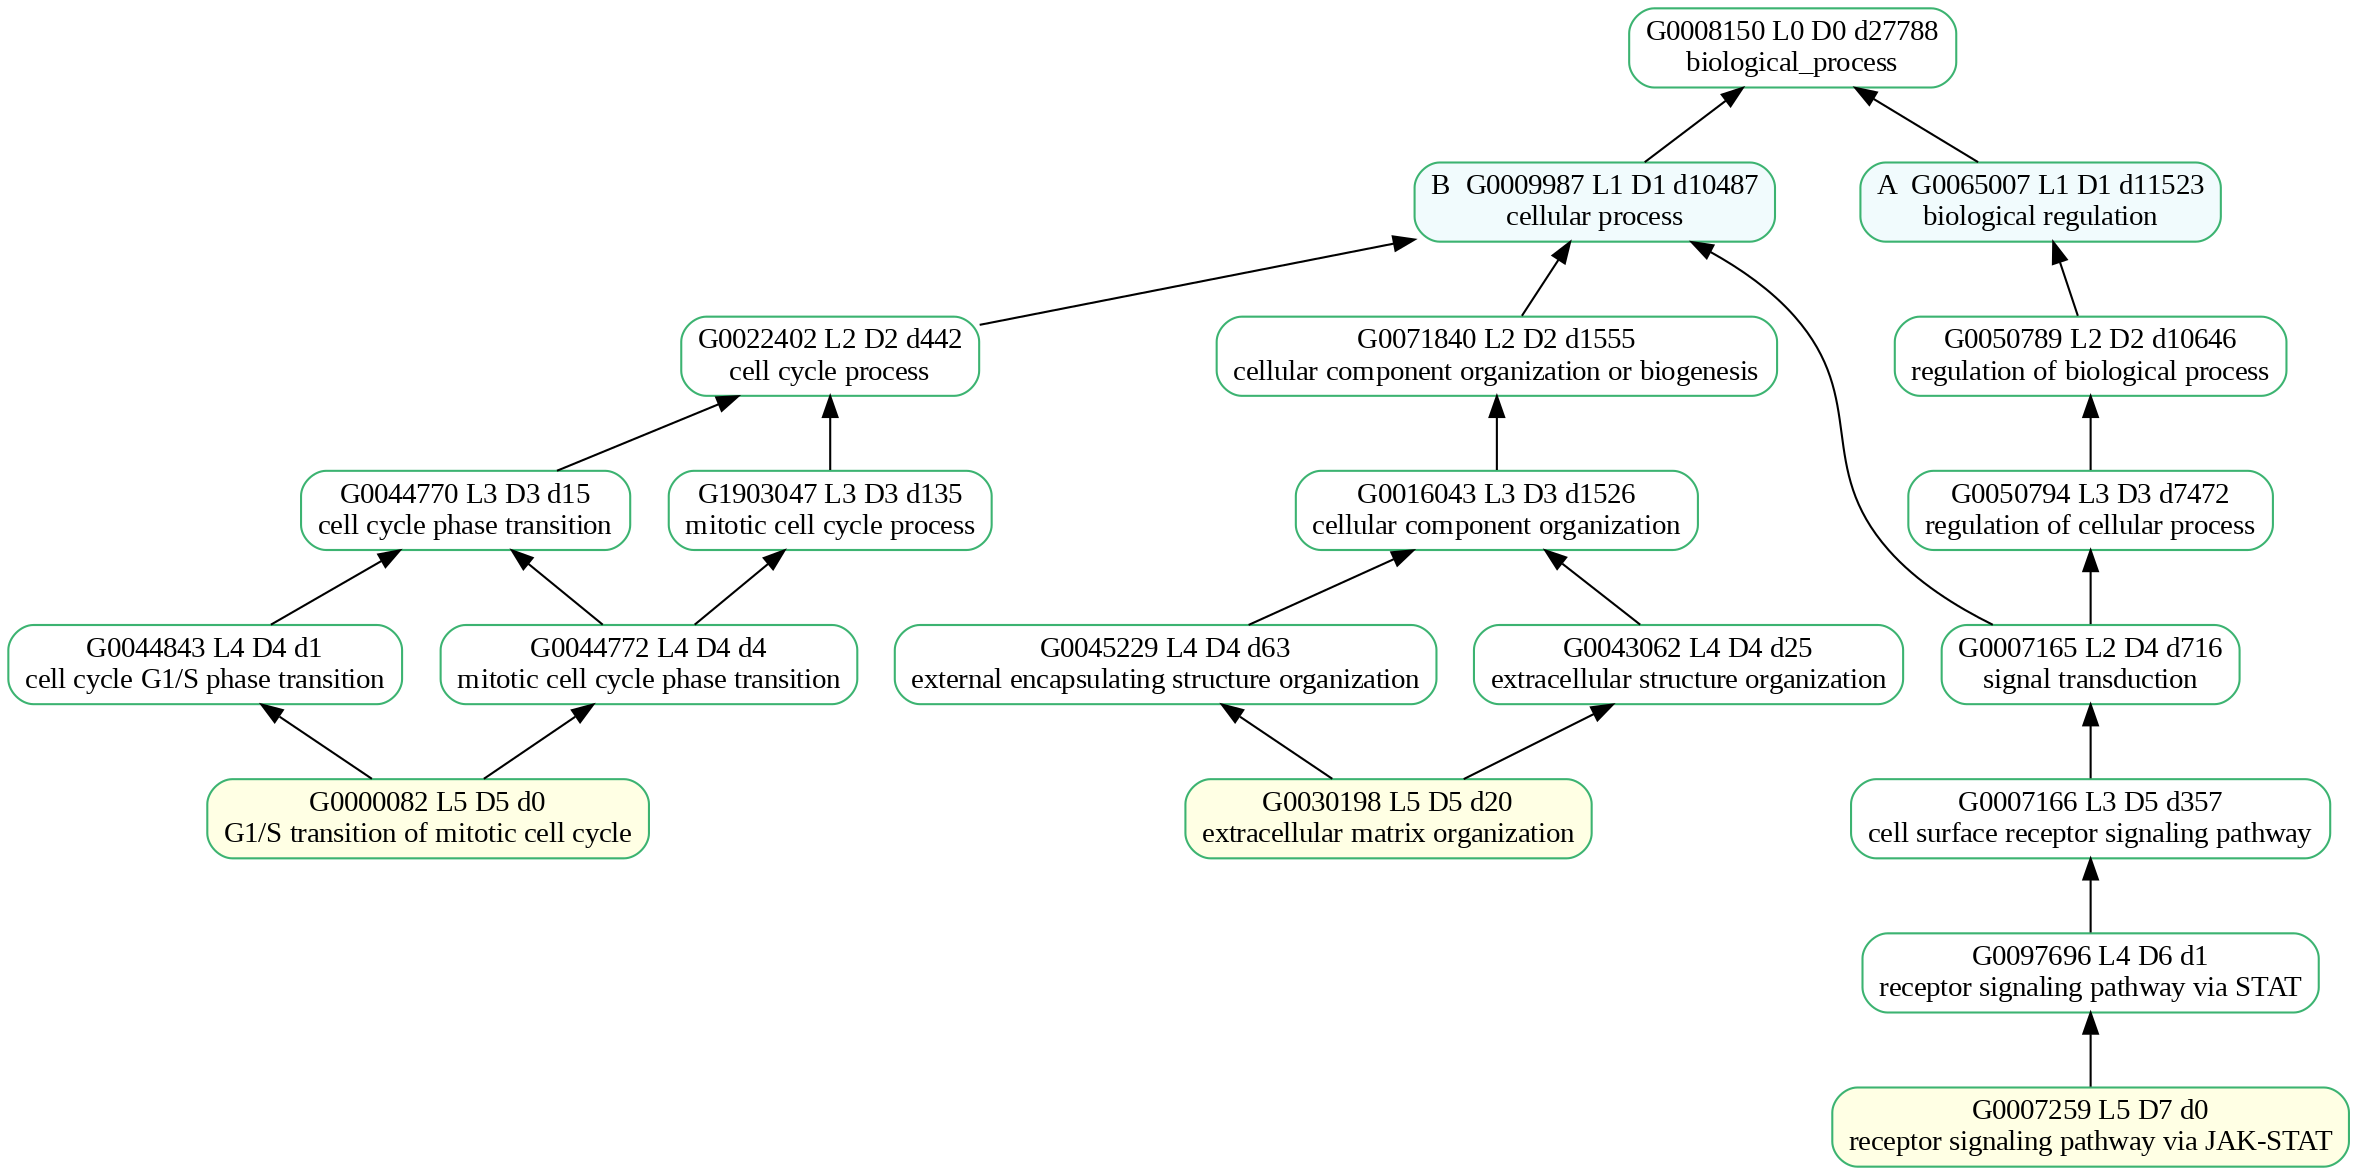 G0008150 L0 D0 d27788
biological_process
B  G0009987 L1 D1 d10487
cellular process
A  G0065007 L1 D1 d11523
biological regulation
G0022402 L2 D2 d442
cell cycle process
G0071840 L2 D2 d1555
cellular component organization or biogenesis
G0050789 L2 D2 d10646
regulation of biological process
G0044770 L3 D3 d15
cell cycle phase transition
G1903047 L3 D3 d135
mitotic cell cycle process
G0016043 L3 D3 d1526
cellular component organization
G0050794 L3 D3 d7472
regulation of cellular process
G0044843 L4 D4 d1
cell cycle G1/S phase transition
G0044772 L4 D4 d4
mitotic cell cycle phase transition
G0045229 L4 D4 d63
external encapsulating structure organization
G0043062 L4 D4 d25
extracellular structure organization
G0007165 L2 D4 d716
signal transduction
G0000082 L5 D5 d0
G1/S transition of mitotic cell cycle
G0030198 L5 D5 d20
extracellular matrix organization
G0007166 L3 D5 d357
cell surface receptor signaling pathway
G0097696 L4 D6 d1
receptor signaling pathway via STAT
G0007259 L5 D7 d0
receptor signaling pathway via JAK-STAT